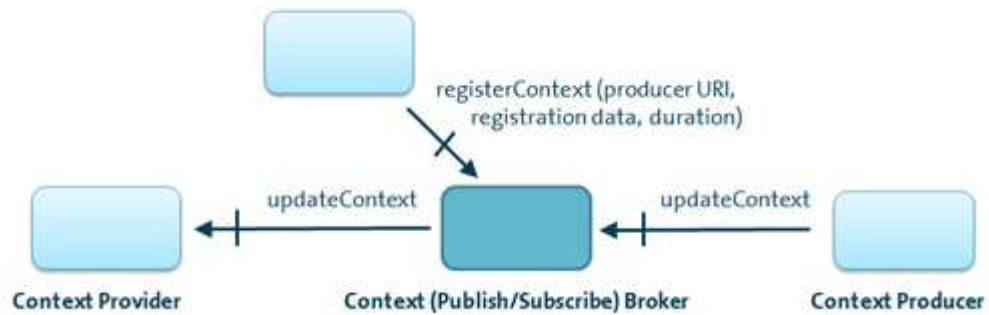 registerContext (producer URI,
registration data, duration)
updateContext
updateContext
Context Provider
Context (Publish/Subscribe) Broker
Context Producer